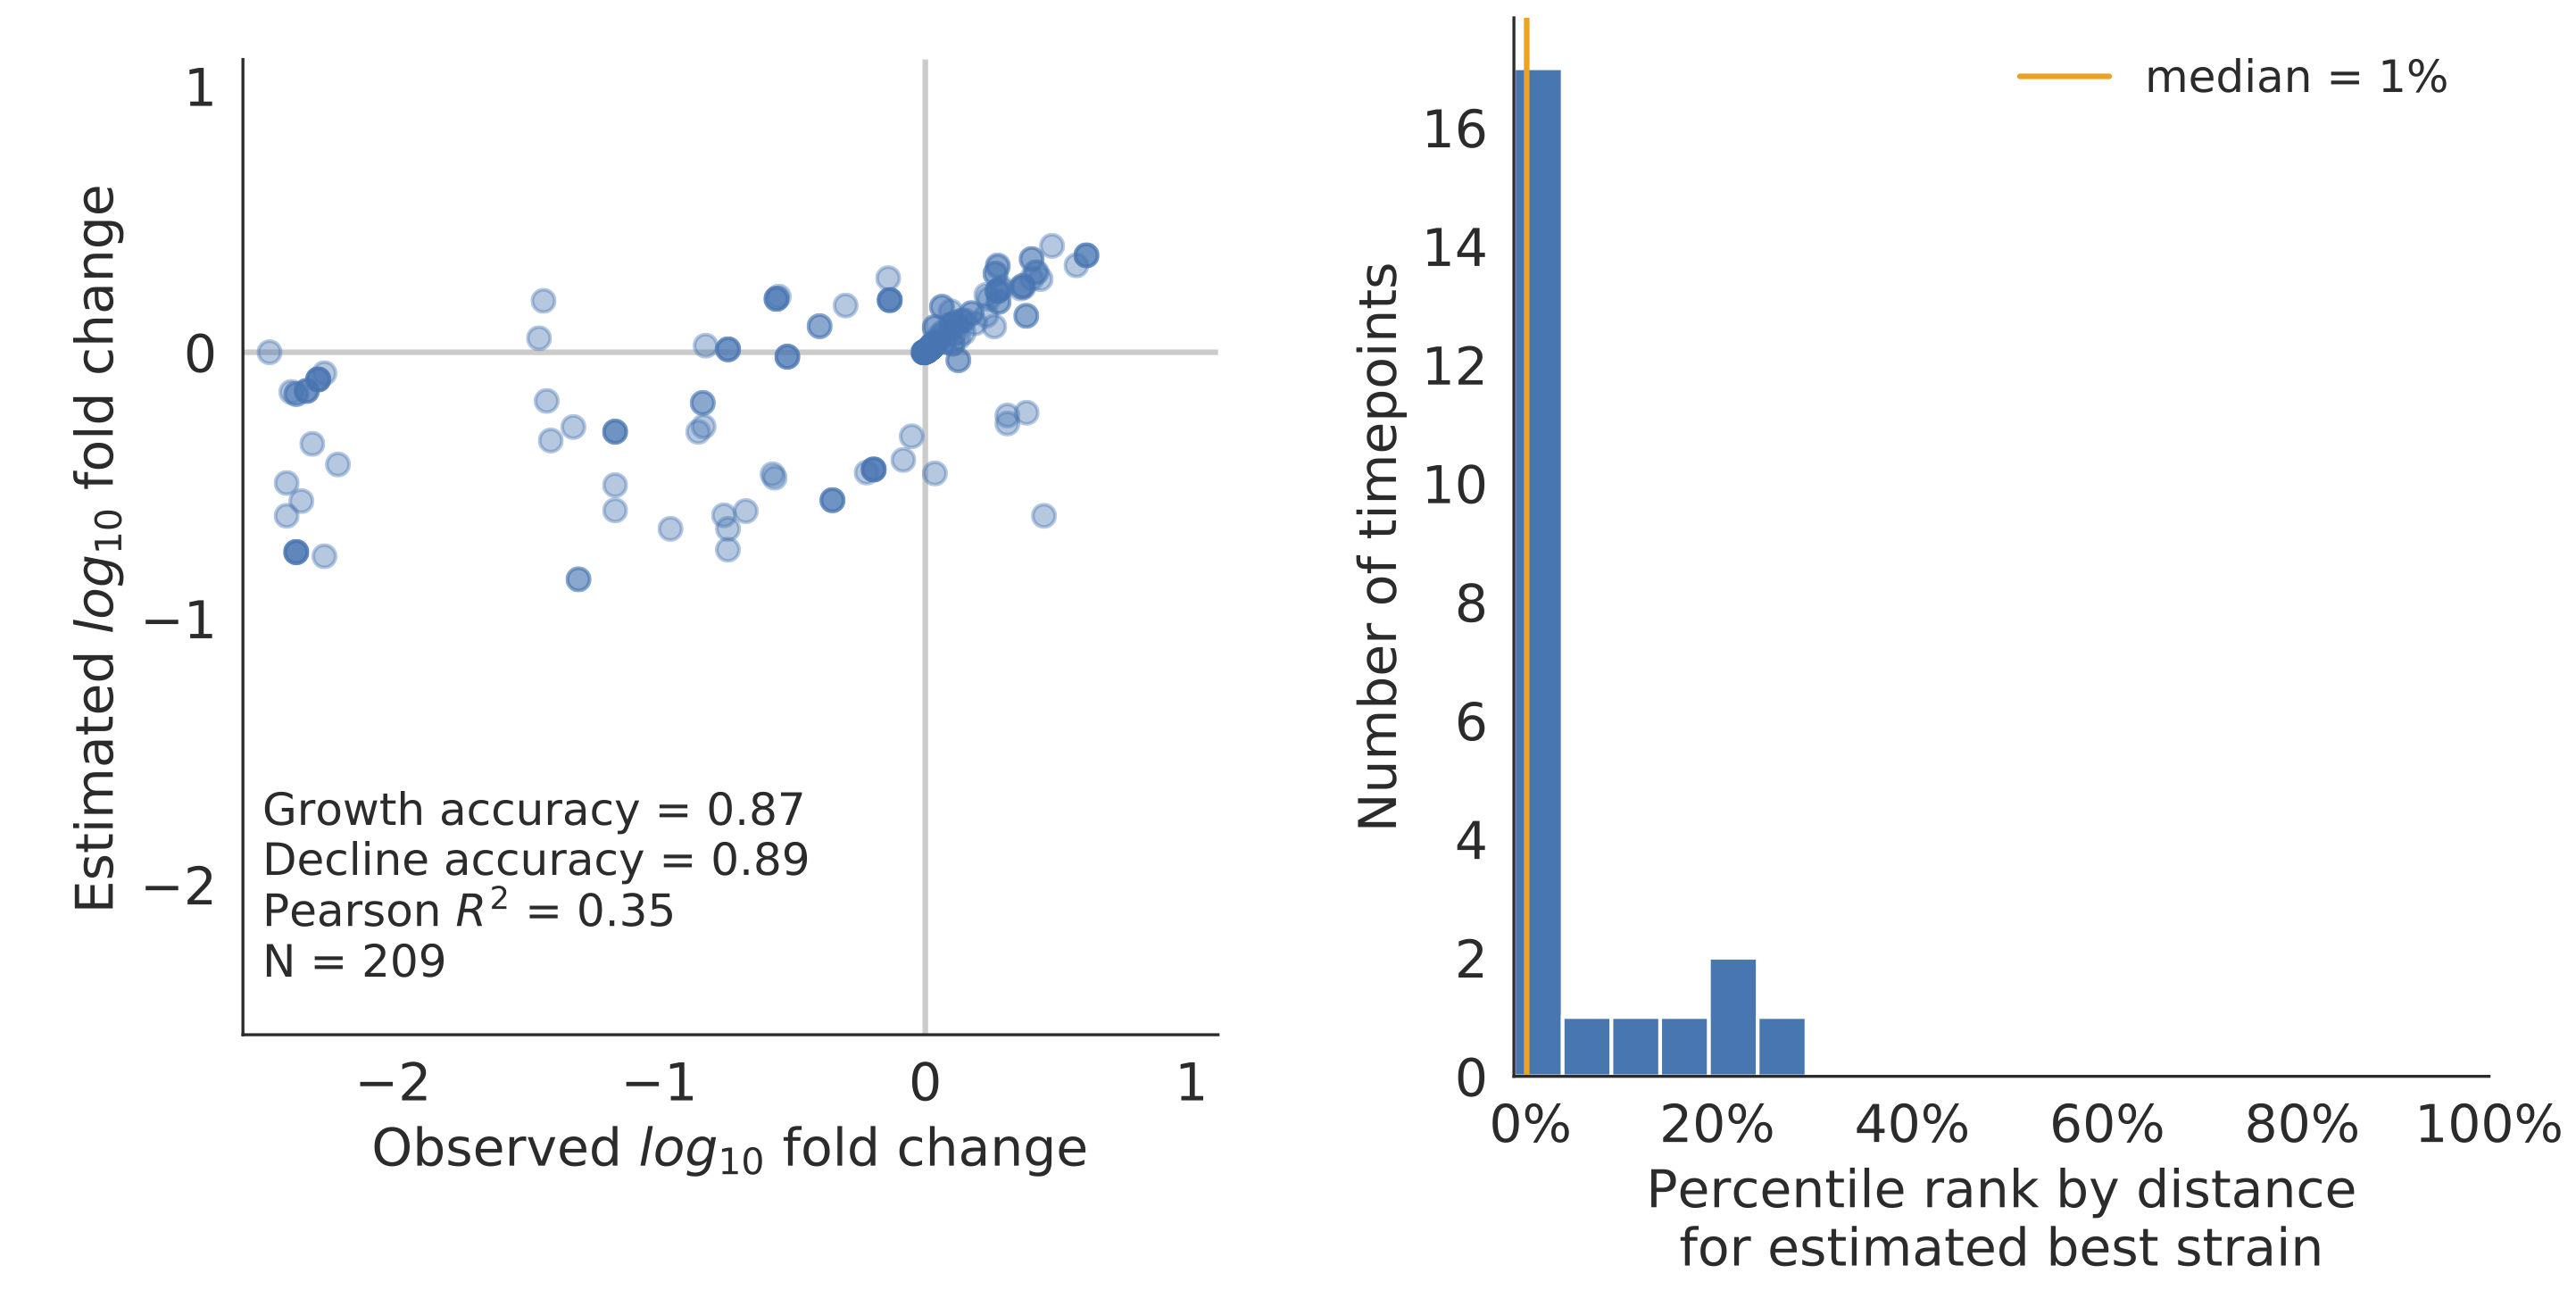 1
0
−1
−2
Estimated log₁₀ fold change
Growth accuracy = 0.87
Decline accuracy = 0.89
Pearson R² = 0.35
N = 209
−2 −1 0 1
Observed log₁₀ fold change
16
14
12
10
8
6
4
2
0
Number of timepoints
median = 1%
0% 20% 40% 60% 80% 100%
Percentile rank by distance
for estimated best strain